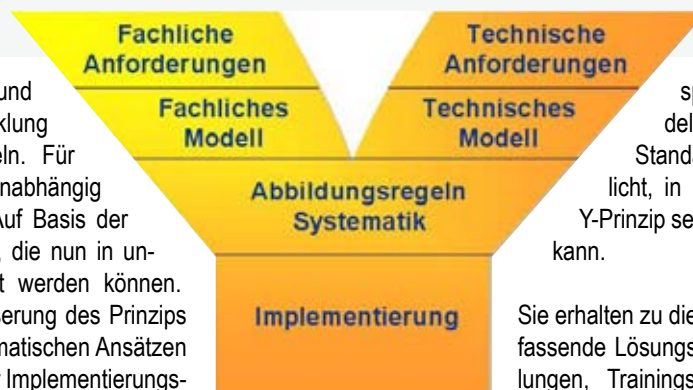 Fachliche
Anforderungen
Technische
Anforderungen
Fachliches
Modell
Technisches
Modell
Abbildungsregeln
Systematik
Implementierung
und
klung
eln. Für
nabhängig
Auf Basis der
, die nun in un-
t werden können.
serung des Prinzips
matischen Ansätzen
Implementierungs-
sp
del
Standa
licht, in
Y-Prinzip se
kann.
Sie erhalten zu die
fassende Lösungs
lungen, Trainings